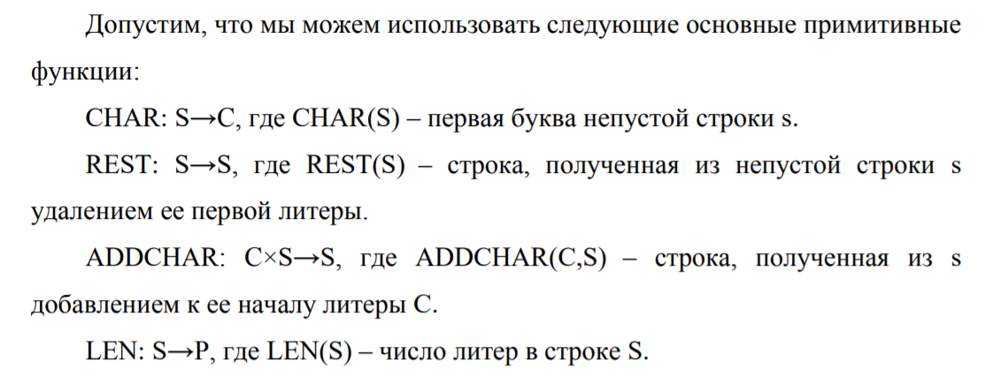 Допустим, что мы можем использовать следующие основные примитивные
функции:
CHAR: S→C, где CHAR(S) – первая буква непустой строки s.
REST: S→S, где REST(S) – строка, полученная из непустой строки s
удалением ее первой литеры.
ADDCHAR: C×S→S, где ADDCHAR(C,S) – строка, полученная из s
добавлением к ее началу литеры C.
LEN: S→P, где LEN(S) – число литер в строке S.